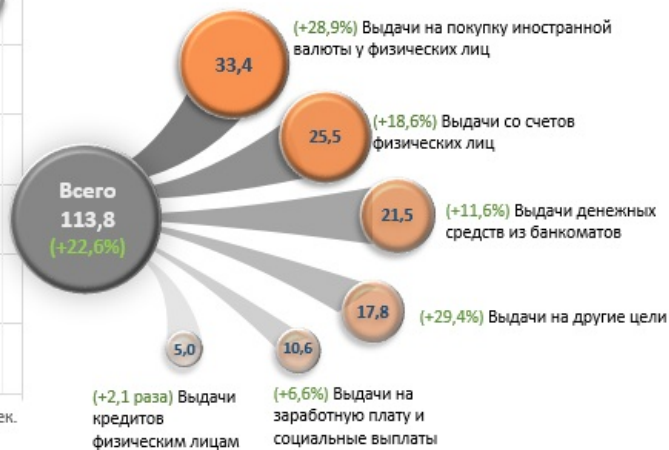 (+28,9%) Выдачи на покупку иностранной
валюты у физических лиц
33,4
(+18,6%) Выдачи со счетов
физических лиц
25,5
Всего
113,8
(+22,6%)
21,5
(+11,6%) Выдачи денежных
средств из банкоматов
17,8
(+29,4%) Выдачи на другие цели
5,0
10,6
(+2,1 раза) Выдачи
кредитов
физическим лицам
(+6,6%) Выдачи на
заработную плату и
социальные выплаты
ек.